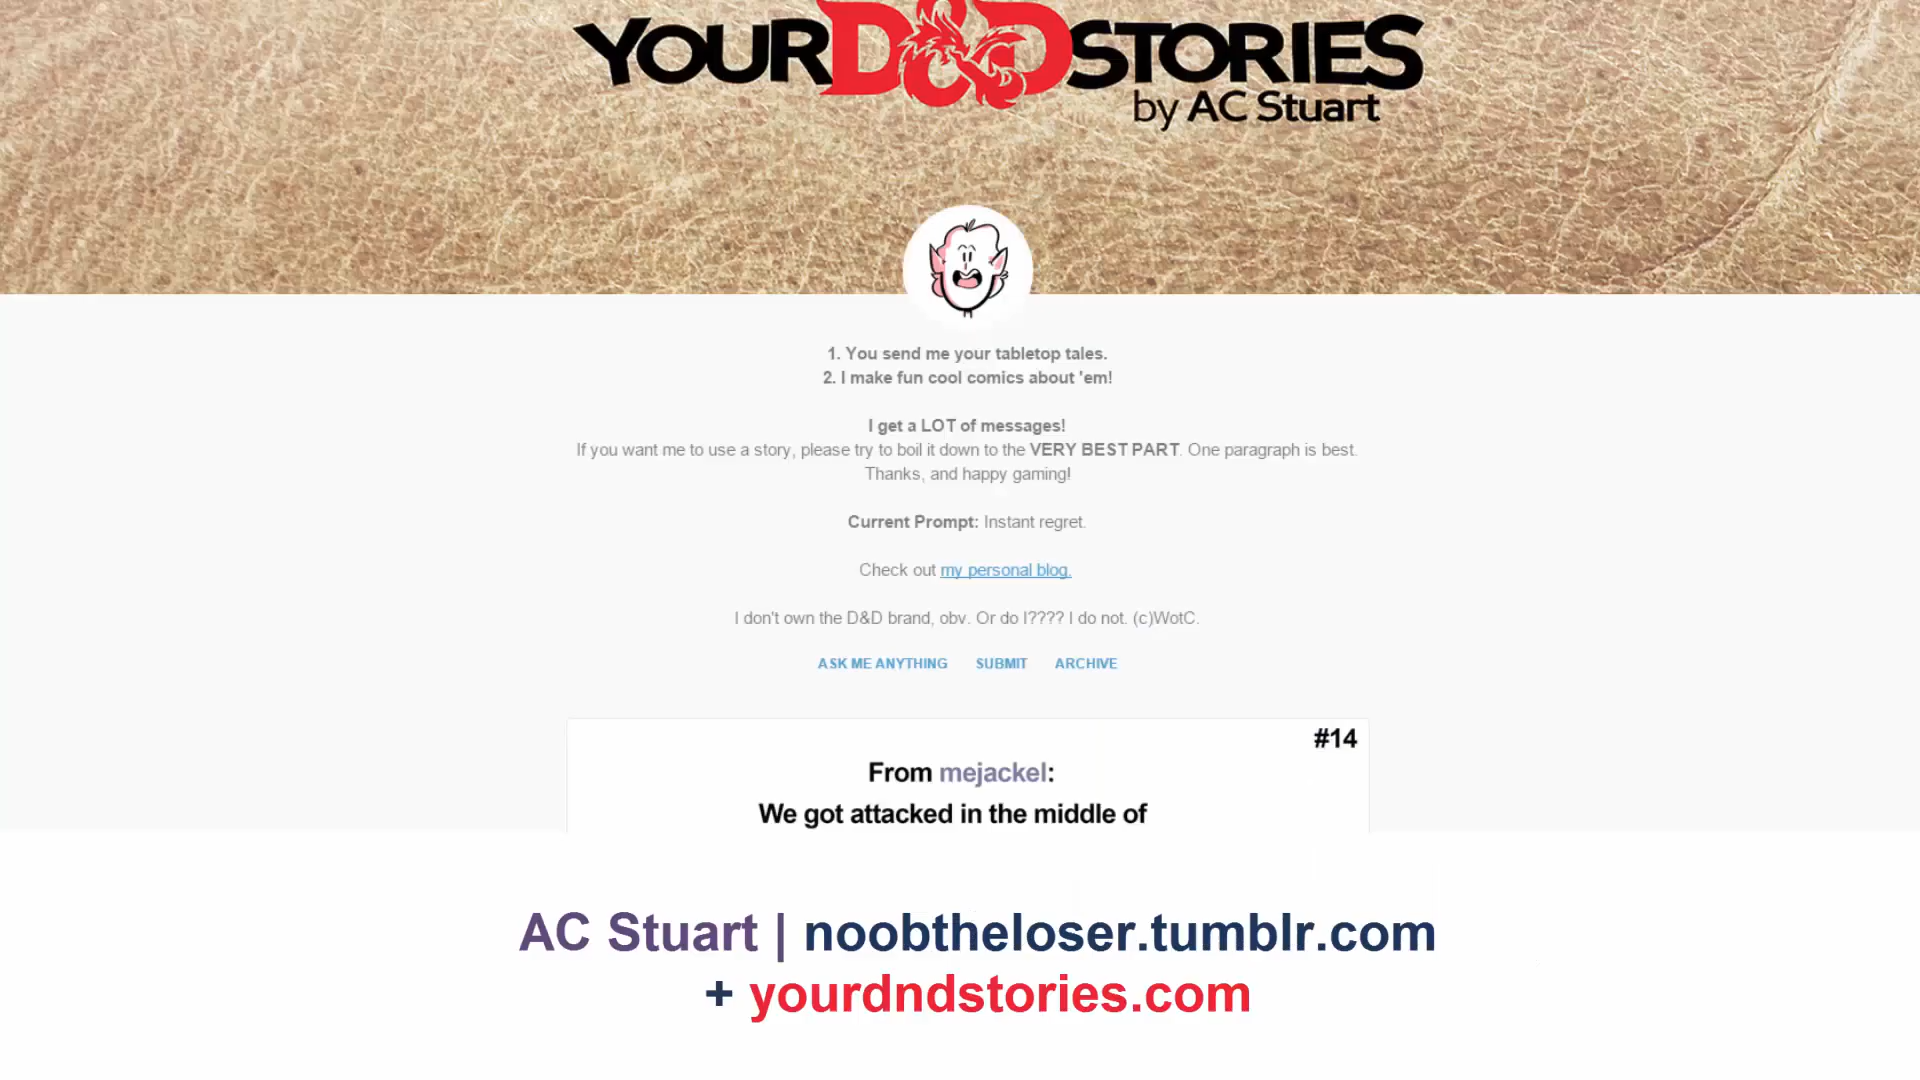 YOUR D&D STORIES
by AC Stuart
1. You send me your tabletop tales.
2. I make fun cool comics about 'em!
I get a LOT of messages!
If you want me to use a story, please try to boil it down to the VERY BEST PART. One paragraph is best.
Thanks, and happy gaming!
Current Prompt: Instant regret.
Check out my personal blog.
I don't own the D&D brand, obv. Or do I???? I do not. (c)WotC.
ASK ME ANYTHING SUBMIT ARCHIVE
#14
From mejackel:
We got attacked in the middle of
AC Stuart | noobtheloser.tumblr.com
+ yourdndstories.com